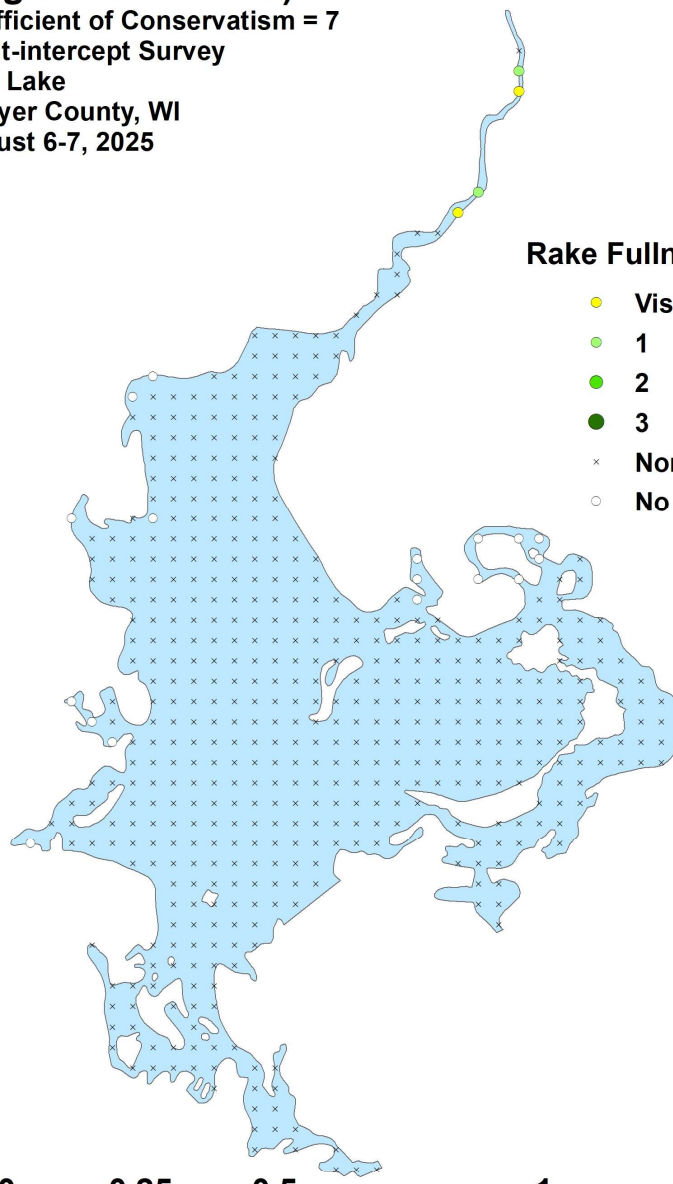 fficient of Conservatism = 7
t-intercept Survey
Lake
yer County, WI
ust 6-7, 2025
Rake Fulln
Vis
1
2
3
Nor
No
0.25
0.5
1